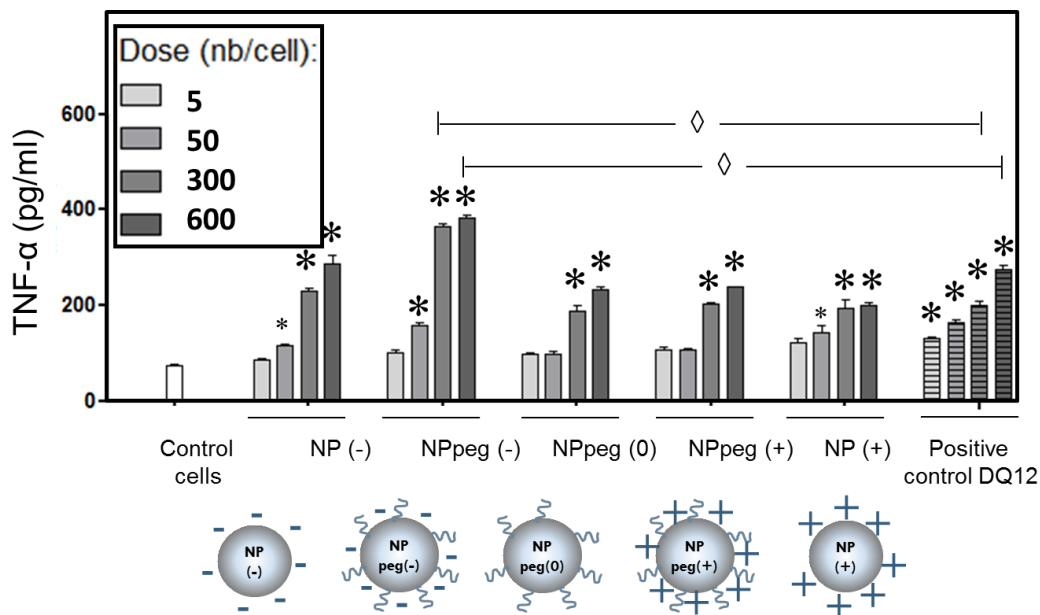 Dose (nb/cell):
5
50
300
600
TNF-α (pg/ml)
600
400
200
0
* * * * * * * * * * * * * * * * *
◊
◊
Control
cells
NP (-)
NPpeg (-)
NPpeg (0)
NPpeg (+)
NP (+)
Positive
control DQ12
NP
(-)
NP
peg(-)
NP
peg(0)
NP
peg(+)
NP
(+)